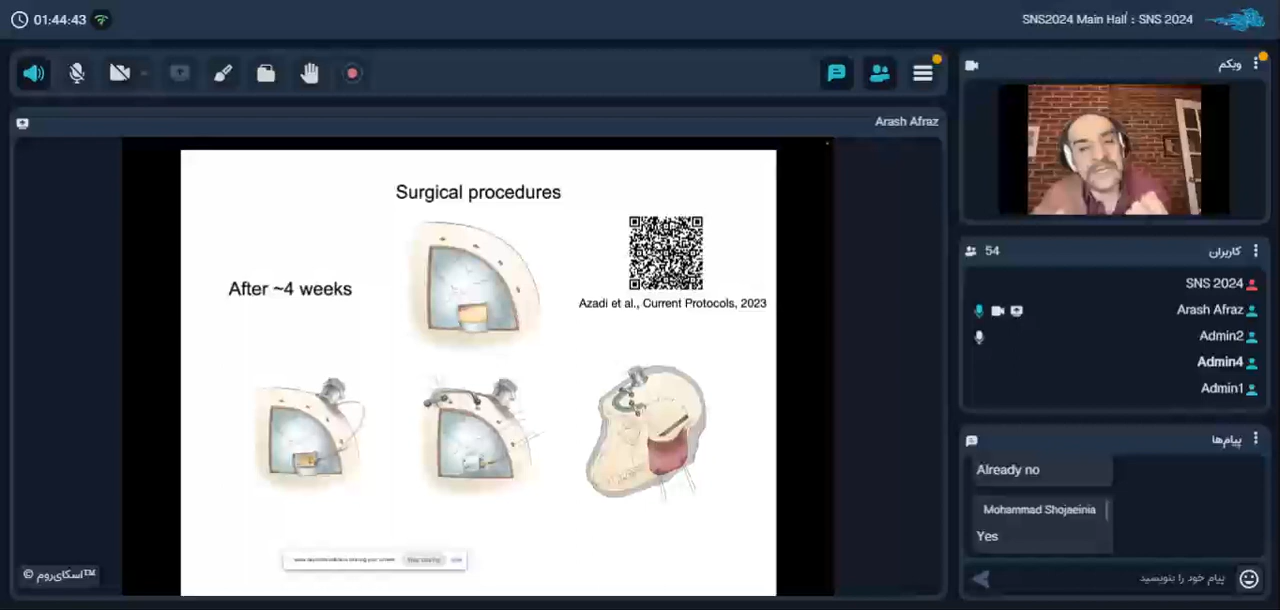 01:44:43
SNS2024 Main Hall : SNS 2024
وبکم
Arash Afraz
Surgical procedures
After ~4 weeks
Azadi et al., Current Protocols, 2023
54
کاربران
SNS 2024
Arash Afraz
Admin2
Admin4
Admin1
پیام‌ها
Already no
Mohammad Shojaeinia
Yes
پیام خود را بنویسید
© اسکای‌روم™